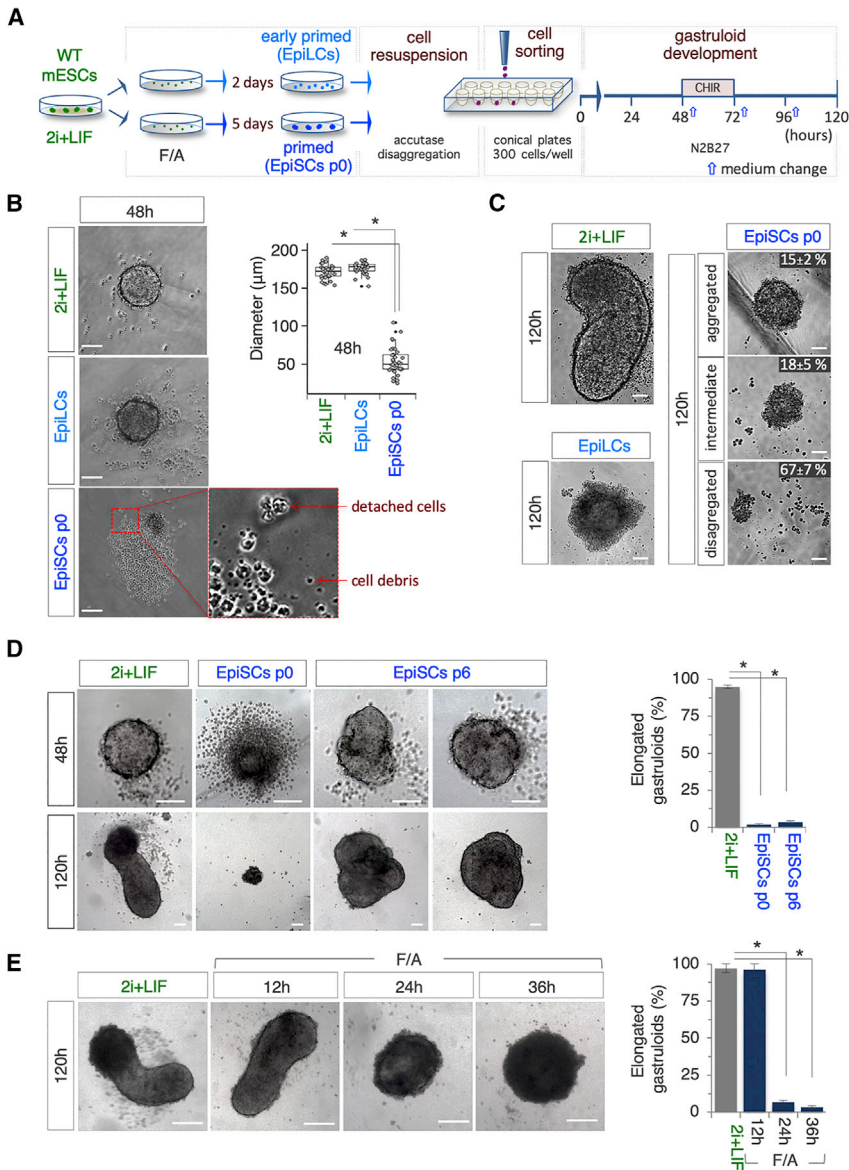 A
WT
mESCs
2i+LIF
F/A
2 days
5 days
early primed
(EpiLCs)
primed
(EpiSCs p0)
cell
resuspension
accutase
disaggregation
cell
sorting
conical plates
300 cells/well
gastruloid
development
CHIR
0
24
48
72
96
120
(hours)
N2B27
medium change
B
48h
2i+LIF
EpiLCs
EpiSCs p0
detached cells
cell debris
Diameter (µm)
200
150
100
50
48h
*
*
2i+LIF
EpiLCs
EpiSCs p0
C
2i+LIF
120h
EpiLCs
120h
EpiSCs p0
120h
aggregated
15±2 %
intermediate
18±5 %
disagregated
67±7 %
D
2i+LIF
EpiSCs p0
EpiSCs p6
48h
120h
Elongated
gastruloids (%)
100
75
50
25
0
*
*
2i+LIF
EpiSCs p0
EpiSCs p6
E
F/A
2i+LIF
12h
24h
36h
120h
Elongated
gastruloids (%)
100
75
50
25
0
*
*
2i+LIF
12h
24h
36h
F/A